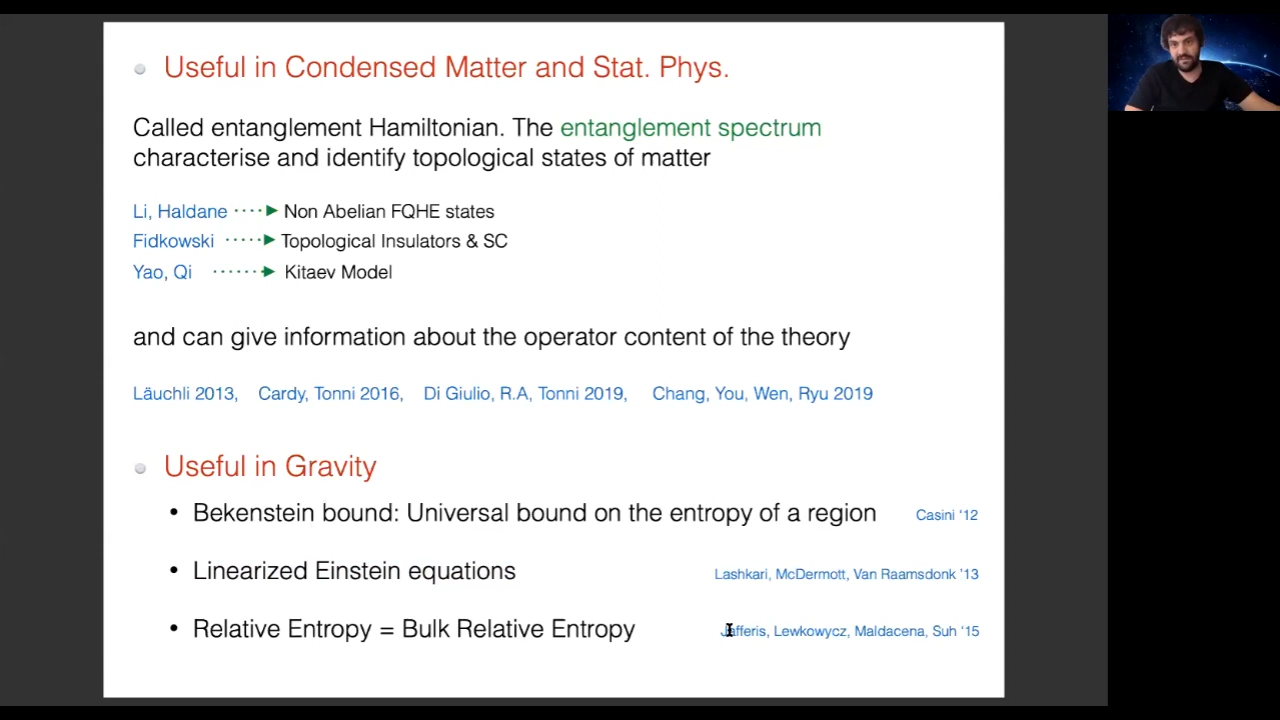 Useful in Condensed Matter and Stat. Phys.
Called entanglement Hamiltonian. The entanglement spectrum
characterise and identify topological states of matter
Li, Haldane ····▶ Non Abelian FQHE states
Fidkowski ·····▶ Topological Insulators & SC
Yao, Qi ······▶ Kitaev Model
and can give information about the operator content of the theory
Läuchli 2013, Cardy, Tonni 2016, Di Giulio, R.A, Tonni 2019, Chang, You, Wen, Ryu 2019
Useful in Gravity
• Bekenstein bound: Universal bound on the entropy of a region Casini '12
• Linearized Einstein equations Lashkari, McDermott, Van Raamsdonk '13
• Relative Entropy = Bulk Relative Entropy Jafferis, Lewkowycz, Maldacena, Suh '15